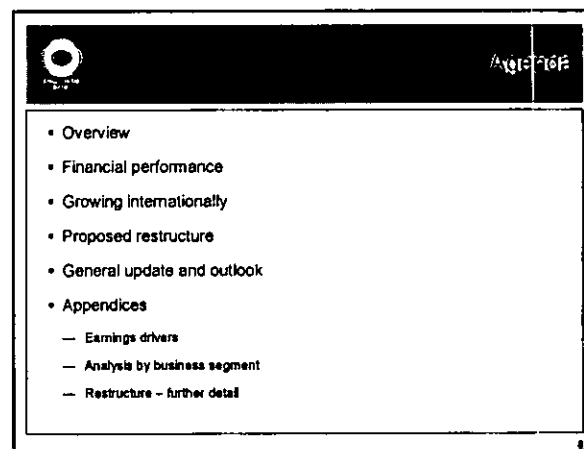 Agenda
• Overview
• Financial performance
• Growing internationally
• Proposed restructure
• General update and outlook
• Appendices
— Earnings drivers
— Analysis by business segment
— Restructure – further detail